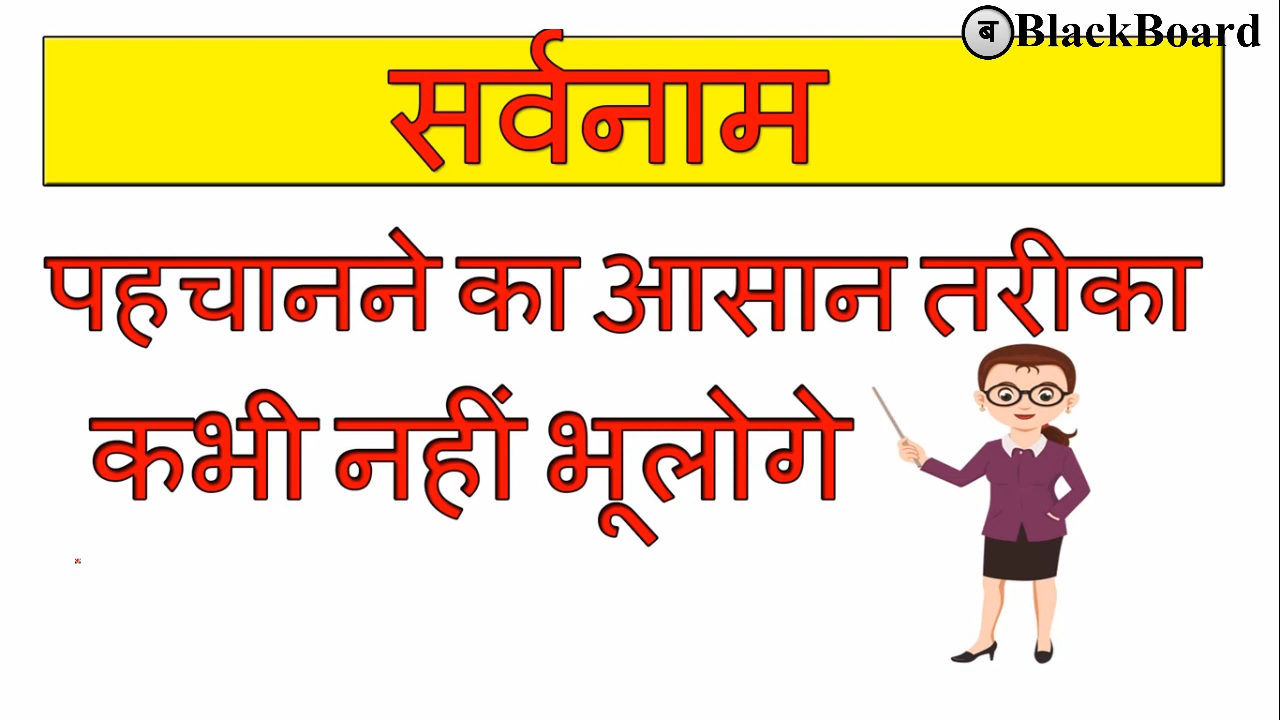 ब BlackBoard
सर्वनाम
पहचानने का आसान तरीका
कभी नहीं भूलोगे